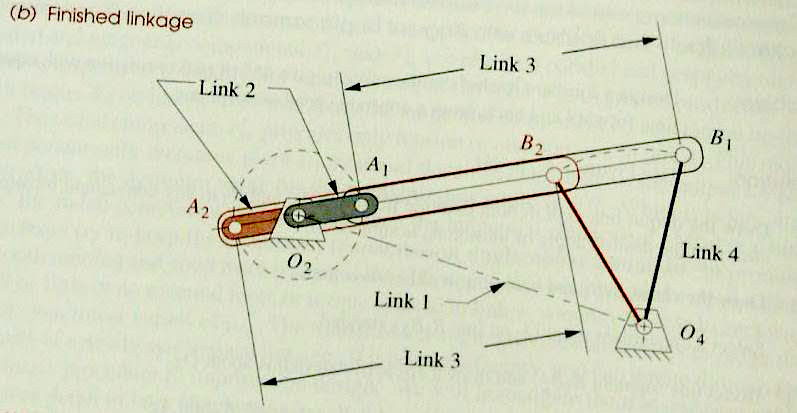 (b) Finished linkage
Link 3
Link 2
B2
B1
A1
A2
O2
Link 4
Link 1
O4
Link 3